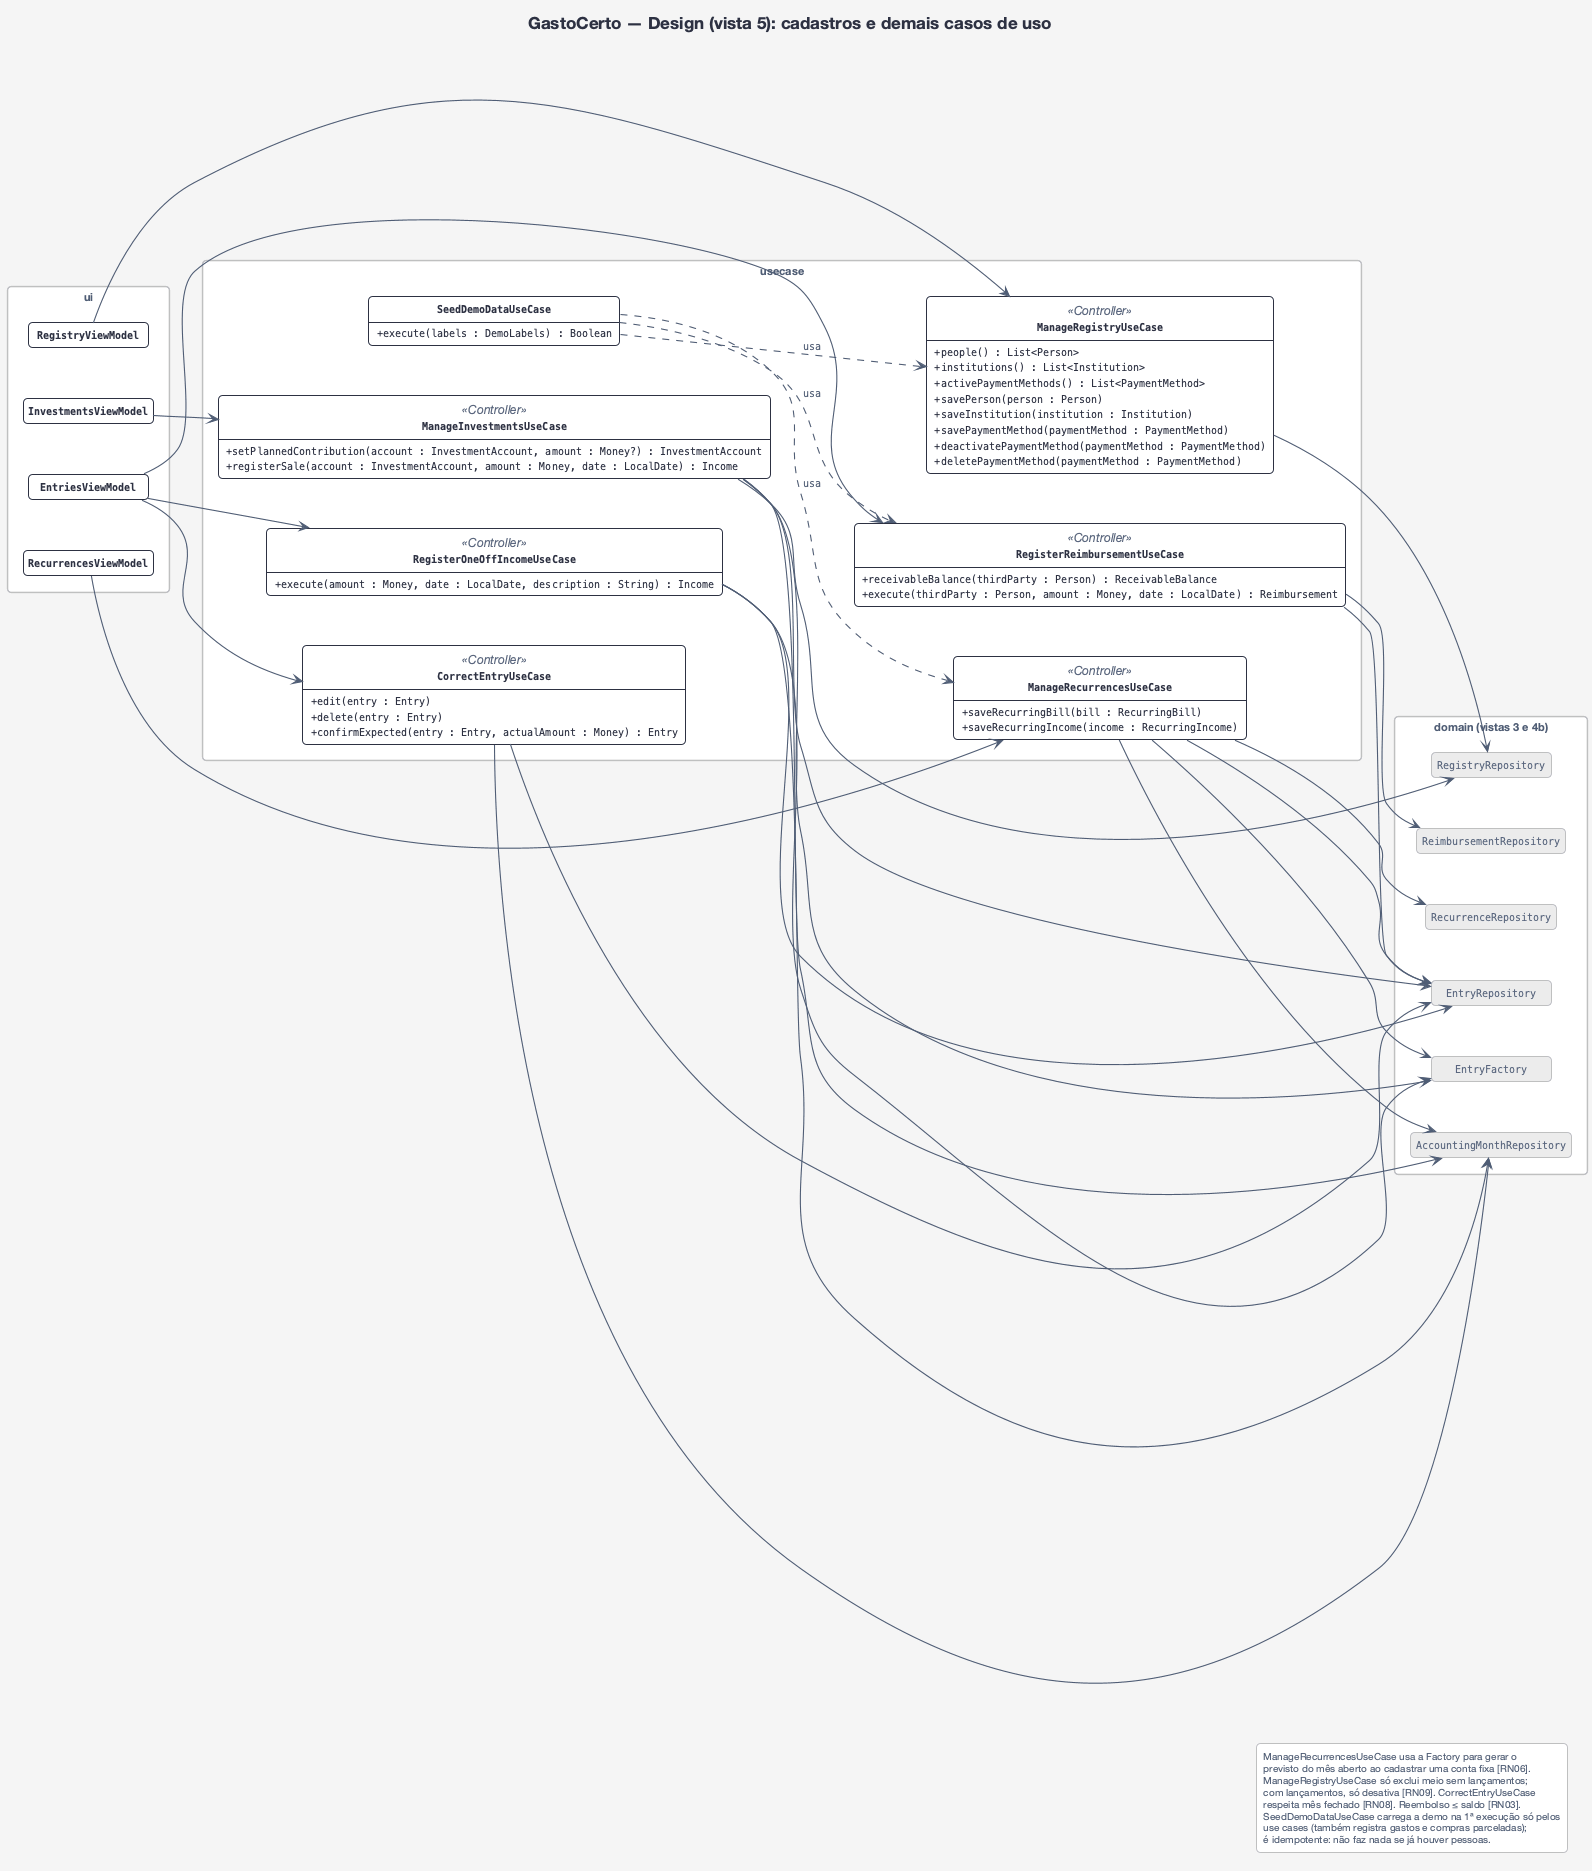 GastoCerto — Design (vista 5): cadastros e demais casos de uso
ui
RegistryViewModel
InvestmentsViewModel
EntriesViewModel
RecurrencesViewModel
usecase
SeedDemoDataUseCase
+execute(labels : DemoLabels) : Boolean
«Controller»
ManageInvestmentsUseCase
+setPlannedContribution(account : InvestmentAccount, amount : Money?) : InvestmentAccount
+registerSale(account : InvestmentAccount, amount : Money, date : LocalDate) : Income
«Controller»
RegisterOneOffIncomeUseCase
+execute(amount : Money, date : LocalDate, description : String) : Income
«Controller»
CorrectEntryUseCase
+edit(entry : Entry)
+delete(entry : Entry)
+confirmExpected(entry : Entry, actualAmount : Money) : Entry
usa
usa
usa
«Controller»
ManageRegistryUseCase
+people() : List<Person>
+institutions() : List<Institution>
+activePaymentMethods() : List<PaymentMethod>
+savePerson(person : Person)
+saveInstitution(institution : Institution)
+savePaymentMethod(paymentMethod : PaymentMethod)
+deactivatePaymentMethod(paymentMethod : PaymentMethod)
+deletePaymentMethod(paymentMethod : PaymentMethod)
«Controller»
RegisterReimbursementUseCase
+receivableBalance(thirdParty : Person) : ReceivableBalance
+execute(thirdParty : Person, amount : Money, date : LocalDate) : Reimbursement
«Controller»
ManageRecurrencesUseCase
+saveRecurringBill(bill : RecurringBill)
+saveRecurringIncome(income : RecurringIncome)
domain (vistas 3 e 4b)
RegistryRepository
ReimbursementRepository
RecurrenceRepository
EntryRepository
EntryFactory
AccountingMonthRepository
ManageRecurrencesUseCase usa a Factory para gerar o
previsto do mês aberto ao cadastrar uma conta fixa [RN06].
ManageRegistryUseCase só exclui meio sem lançamentos;
com lançamentos, só desativa [RN09]. CorrectEntryUseCase
respeita mês fechado [RN08]. Reembolso ≤ saldo [RN03].
SeedDemoDataUseCase carrega a demo na 1ª execução só pelos
use cases (também registra gastos e compras parceladas);
é idempotente: não faz nada se já houver pessoas.